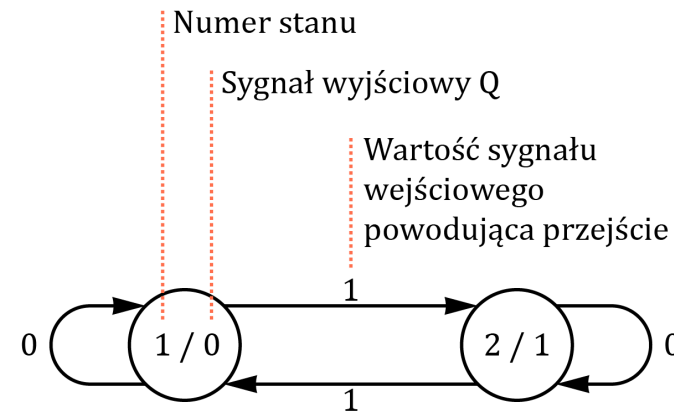 Numer stanu
Sygnał wyjściowy Q
Wartość sygnału
wejściowego
powodująca przejście
1
0
1 / 0
2 / 1
0
1